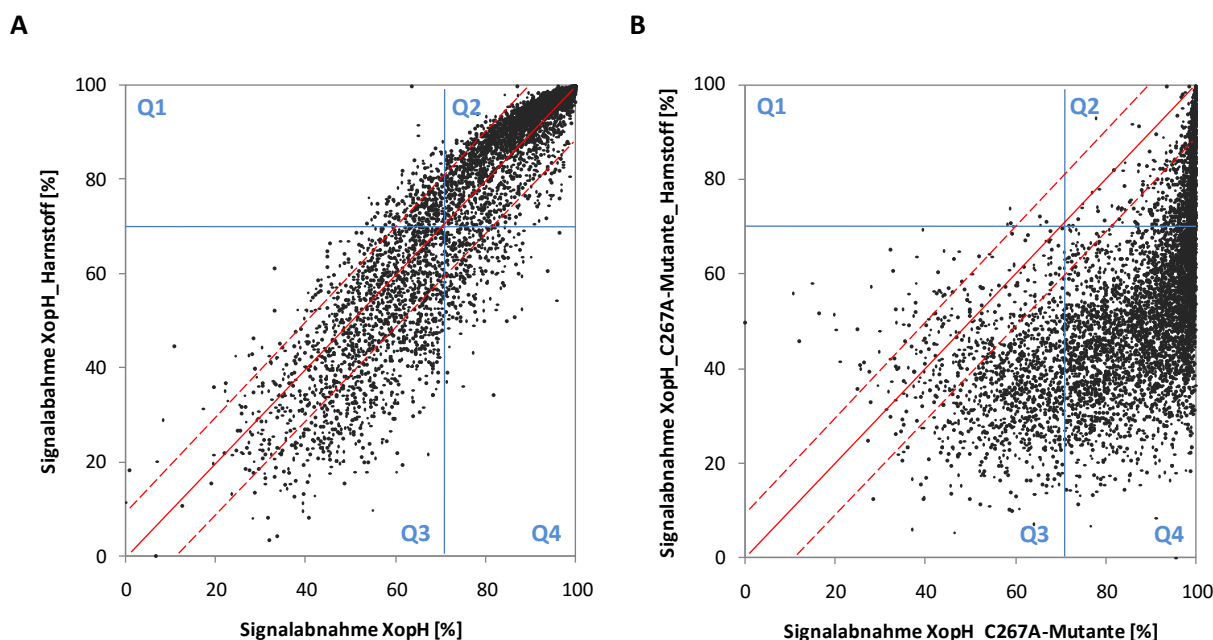 A
B
Signalababahme XopH_Harnstoff [%]
100
80
60
40
20
0
Q1
Q2
Q3
Q4
0 20 40 60 80 100
Signalabnahme XopH [%]
Signalabnahme XopH_C267A-Mutante_Harnstoff [%]
100
80
60
40
20
0
Q1
Q2
Q3
Q4
0 20 40 60 80 100
Signalabnahme XopH_C267A-Mutante [%]